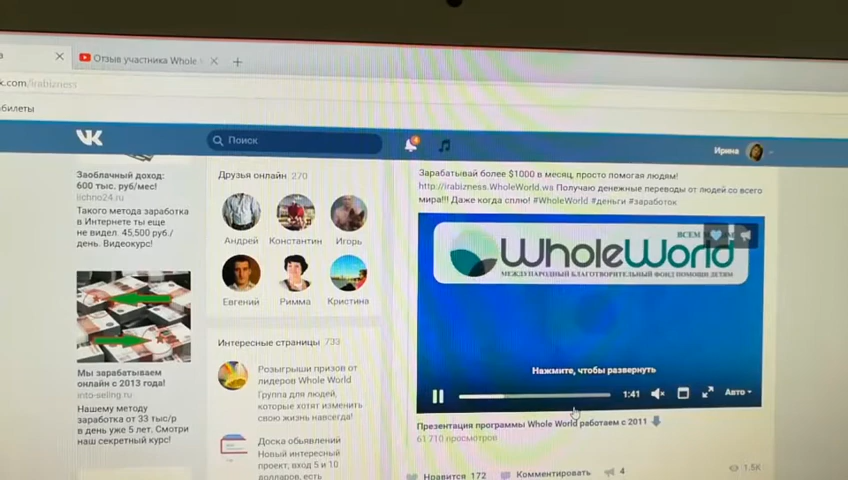 Отзыв участника Whole
k.com/irabizness
билеты
Поиск
Ирина
Заоблачный доход:
600 тыс. руб/мес!
lichno24.ru
Такого метода заработка
в Интернете ты еще
не видел. 45,500 руб./
день. Видеокурс!
Мы зарабатываем
онлайн с 2013 года!
into-seling.ru
Нашему методу
заработка от 33 тыс/р
в день уже 5 лет. Смотри
наш секретный курс!
Друзья онлайн 270
Андрей Константин Игорь
Евгений Римма Кристина
Интересные страницы 733
Розыгрыши призов от
лидеров Whole World
Группа для людей,
которые хотят изменить
свою жизнь навсегда!
Доска объявлений
Новый интересный
проект, вход 5 и 10
Зарабатывай более $1000 в месяц, просто помогая людям!
http://irabizness.WholeWorld.ws Получаю денежные переводы от людей со всего
мира!!! Даже когда сплю! #WholeWorld #деньги #заработок
WHOLEWORLD
МЕЖДУНАРОДНЫЙ БЛАГОТВОРИТЕЛЬНЫЙ ФОНД ПОМОЩИ ДЕТЯМ
Нажмите, чтобы развернуть
1:41
Авто
Презентация программы Whole World работаем с 2011
61 710 просмотров
Нравится 172 Комментировать 4 1.5K